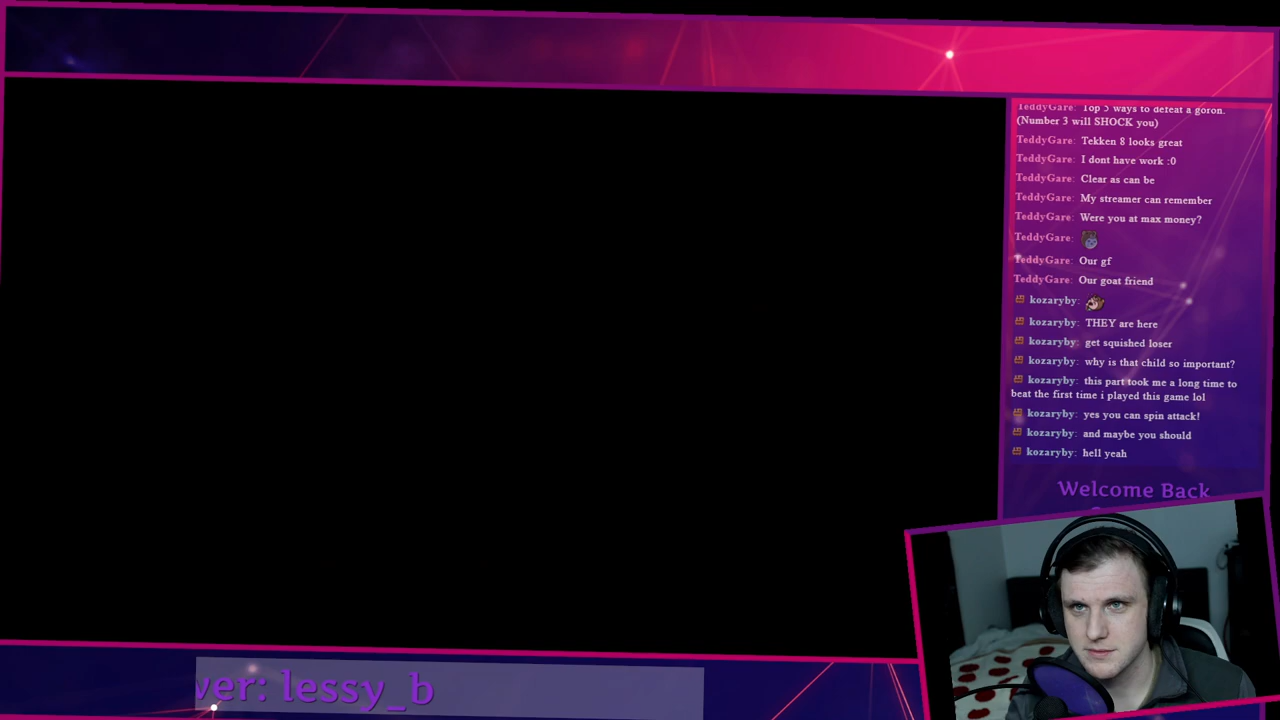 TeddyGare: Top 5 ways to defeat a goron.
(Number 3 will SHOCK you)
TeddyGare: Tekken 8 looks great
TeddyGare: I dont have work :0
TeddyGare: Clear as can be
TeddyGare: My streamer can remember
TeddyGare: Were you at max money?
TeddyGare:
TeddyGare: Our gf
TeddyGare: Our goat friend
kozaryby:
kozaryby: THEY are here
kozaryby: get squished loser
kozaryby: why is that child so important?
kozaryby: this part took me a long time to
beat the first time i played this game lol
kozaryby: yes you can spin attack!
kozaryby: and maybe you should
kozaryby: hell yeah
Welcome Back
ver: lessy_b